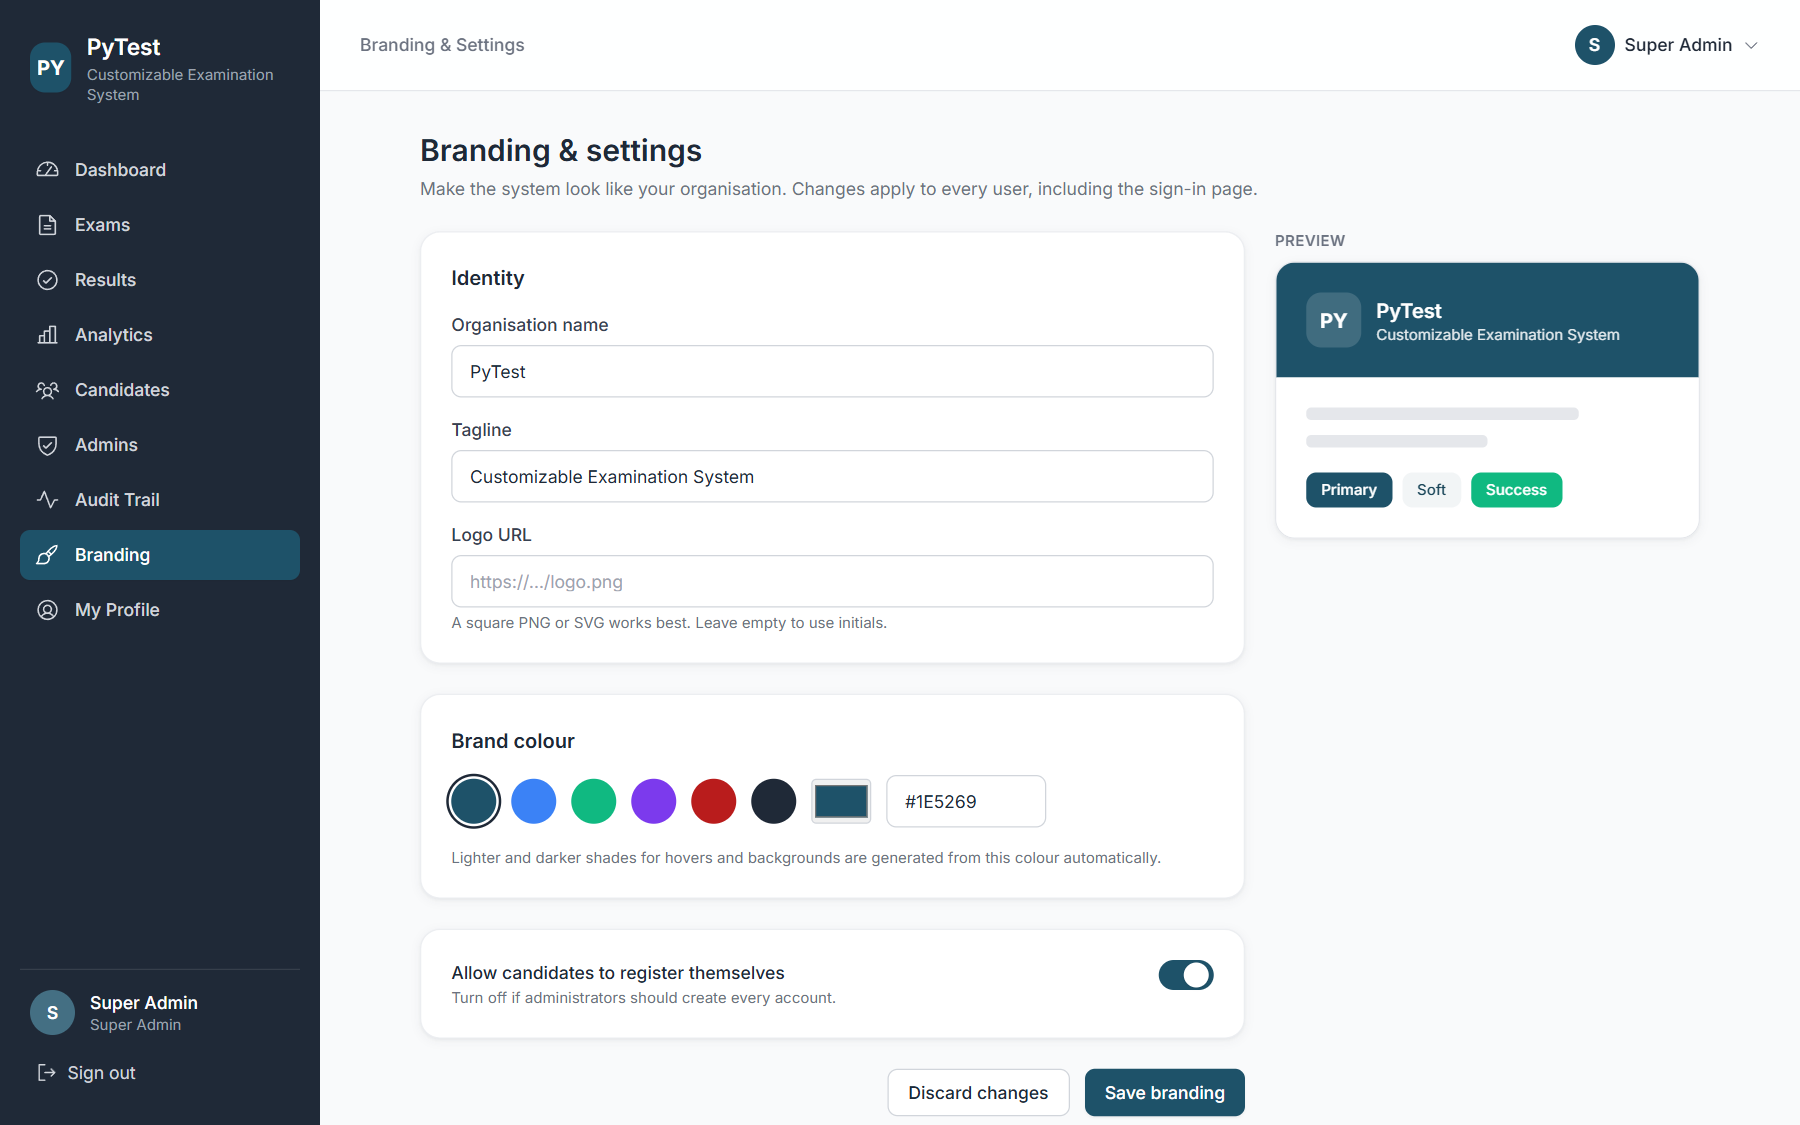 PY
PyTest
Customizable Examination
System
Dashboard
Exams
Results
Analytics
Candidates
Admins
Audit Trail
Branding
My Profile
S
Super Admin
Super Admin
Sign out
Branding & Settings
S
Super Admin
Branding & settings
Make the system look like your organisation. Changes apply to every user, including the sign-in page.
Identity
Organisation name
PyTest
Tagline
Customizable Examination System
Logo URL
https://.../logo.png
A square PNG or SVG works best. Leave empty to use initials.
Brand colour
#1E5269
Lighter and darker shades for hovers and backgrounds are generated from this colour automatically.
Allow candidates to register themselves
Turn off if administrators should create every account.
Discard changes
Save branding
PREVIEW
PY
PyTest
Customizable Examination System
Primary
Soft
Success